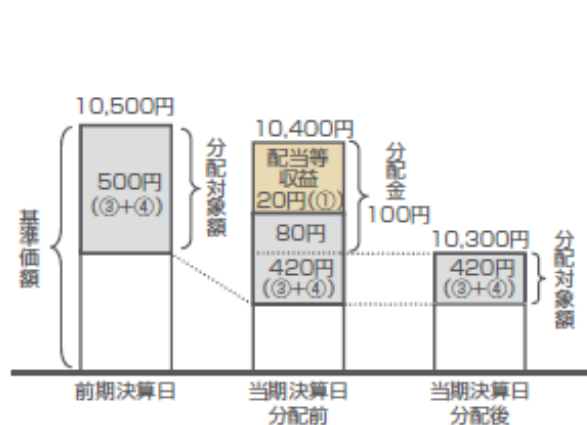 10,500円
500円
(③+④)
分配対象額
基準価額
10,400円
配当等
収益
20円(①)
80円
420円
(③+④)
分配金
100円
10,300円
420円
(③+④)
分配対象額
前期決算日
当期決算日
分配前
当期決算日
分配後